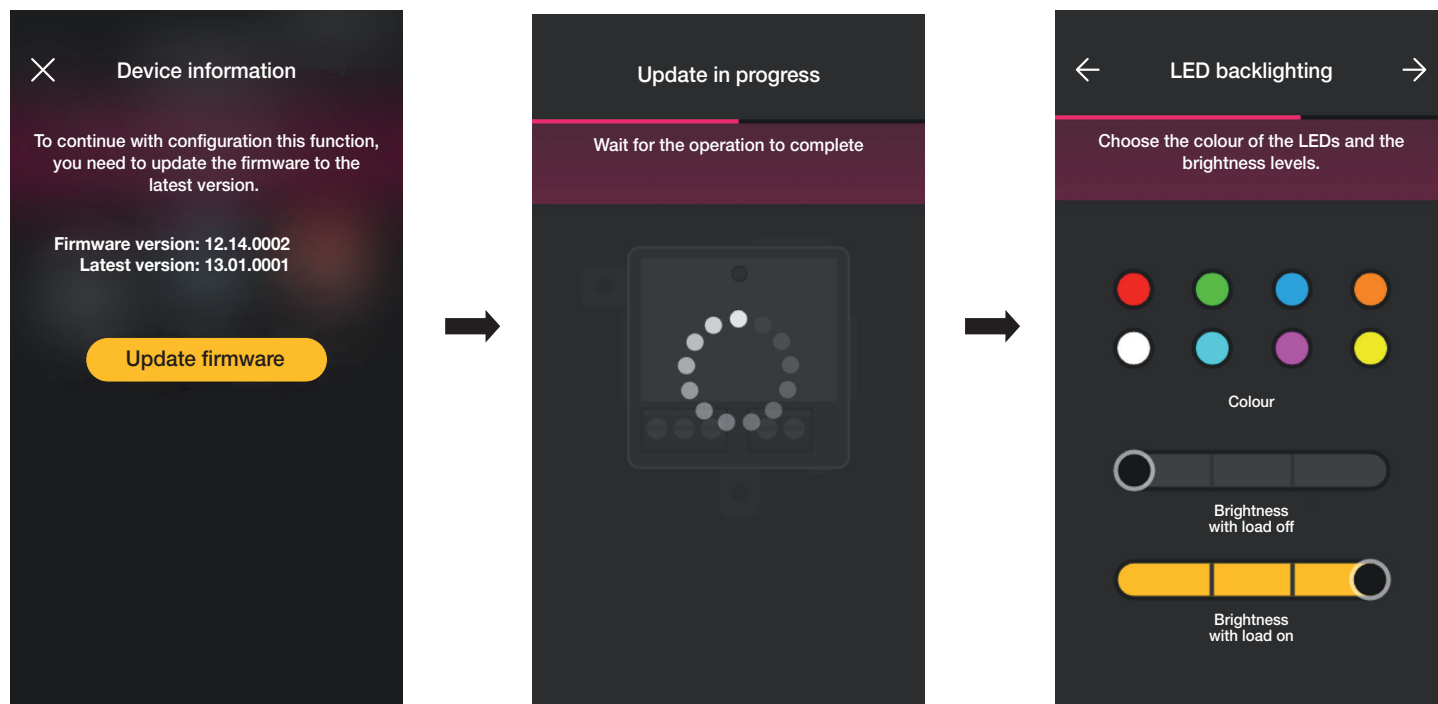 Device information
To continue with configuration this function,
you need to update the firmware to the
latest version.
Firmware version: 12.14.0002
Latest version: 13.01.0001
Update firmware
Update in progress
Wait for the operation to complete
LED backlighting
Choose the colour of the LEDs and the
brightness levels.
Colour
Brightness
with load off
Brightness
with load on